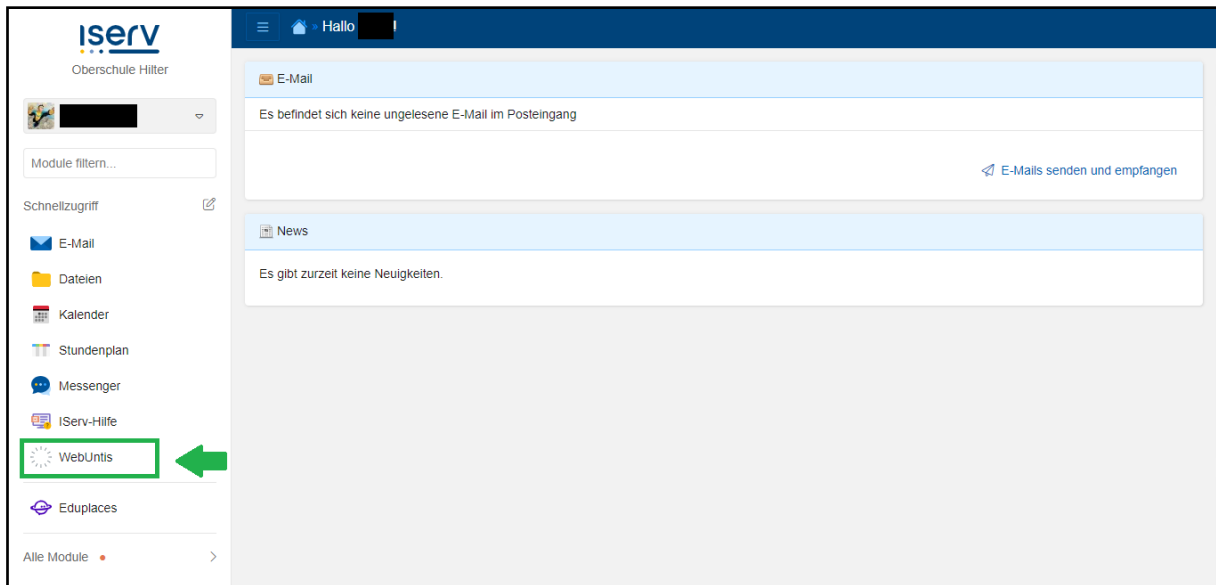 IServ
Oberschule Hilter
Module filtern...
Schnellzugriff
E-Mail
Dateien
Kalender
Stundenplan
Messenger
IServ-Hilfe
WebUntis
Eduplaces
Alle Module
» Hallo !
E-Mail
Es befindet sich keine ungelesene E-Mail im Posteingang
E-Mails senden und empfangen
News
Es gibt zurzeit keine Neuigkeiten.